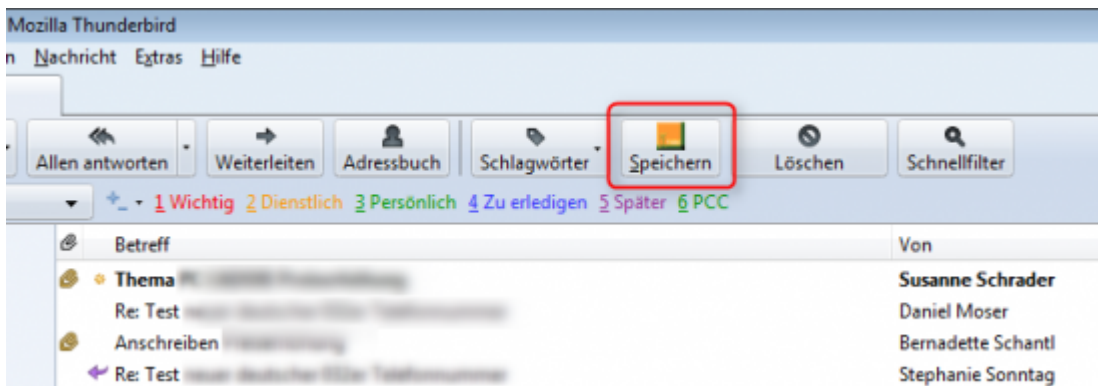 Mozilla Thunderbird
n Nachricht Extras Hilfe
Allen antworten Weiterleiten Adressbuch Schlagwörter Speichern Löschen Schnellfilter
1 Wichtig 2 Dienstlich 3 Persönlich 4 Zu erledigen 5 Später 6 PCC
Betreff Von
Thema Susanne Schrader
Re: Test Daniel Moser
Anschreiben Bernadette Schantl
Re: Test Stephanie Sonntag